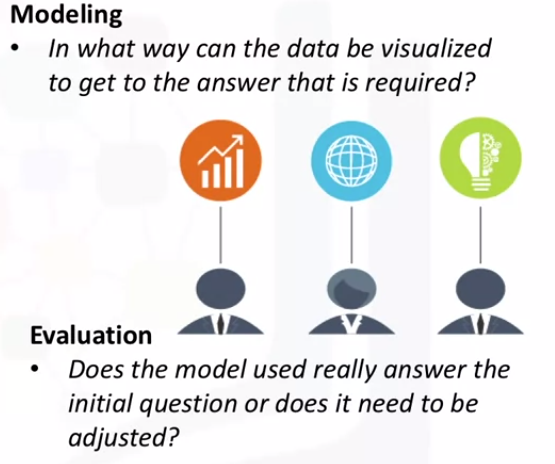 Modeling
• In what way can the data be visualized
to get to the answer that is required?
Evaluation
• Does the model used really answer the
initial question or does it need to be
adjusted?